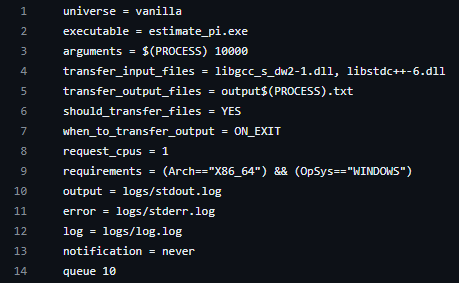 1 universe = vanilla
2 executable = estimate_pi.exe
3 arguments = $(PROCESS) 10000
4 transfer_input_files = libgcc_s_dw2-1.dll, libstdc++-6.dll
5 transfer_output_files = output$(PROCESS).txt
6 should_transfer_files = YES
7 when_to_transfer_output = ON_EXIT
8 request_cpus = 1
9 requirements = (Arch=="X86_64") && (OpSys=="WINDOWS")
10 output = logs/stdout.log
11 error = logs/stderr.log
12 log = logs/log.log
13 notification = never
14 queue 10